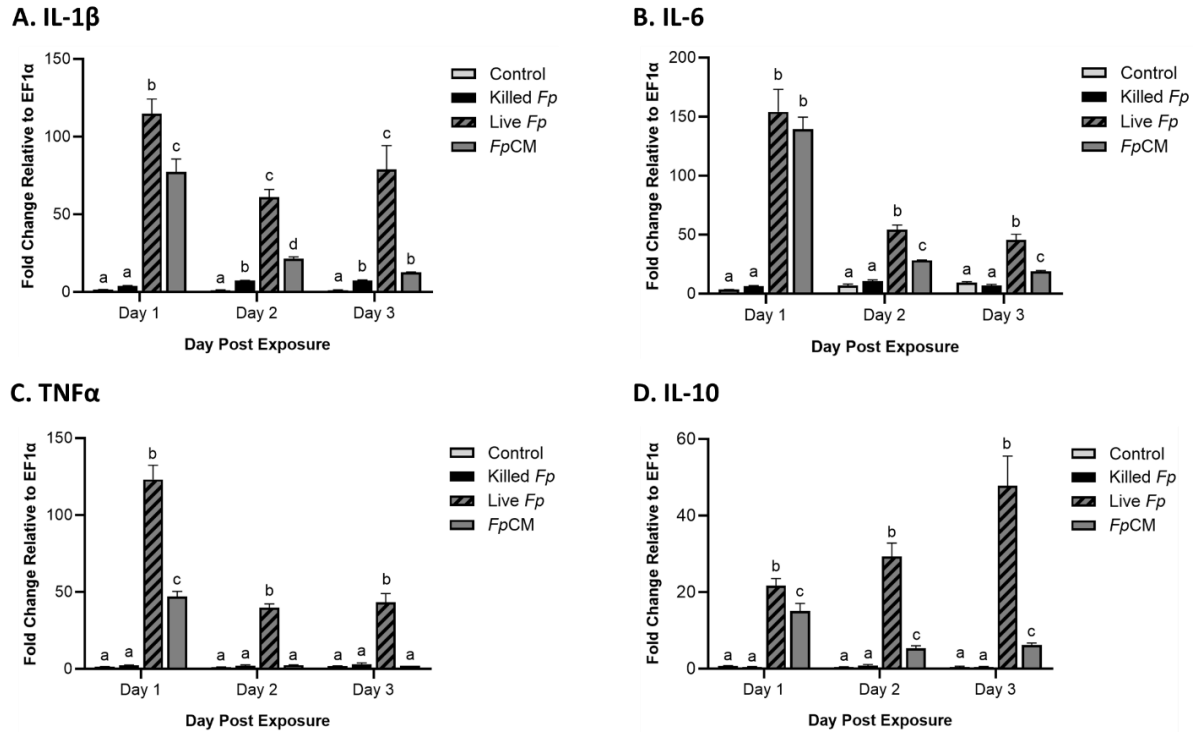 A. IL-1β
Fold Change Relative to EF1α
150
100
50
0
b
c
c
c
d
a a
a b
a b
b
Day 1 Day 2 Day 3
Day Post Exposure
Control
Killed Fp
Live Fp
FpCM
B. IL-6
Fold Change Relative to EF1α
200
150
100
50
0
b b
b
b
c
c
a a
a a
a a
Day 1 Day 2 Day 3
Day Post Exposure
Control
Killed Fp
Live Fp
FpCM
C. TNFα
Fold Change Relative to EF1α
150
100
50
0
b
c
b
b
a a
a a a
a a a
Day 1 Day 2 Day 3
Day Post Exposure
Control
Killed Fp
Live Fp
FpCM
D. IL-10
Fold Change Relative to EF1α
60
40
20
0
b
b
b
c
c
c
a a
a a
a a
Day 1 Day 2 Day 3
Day Post Exposure
Control
Killed Fp
Live Fp
FpCM